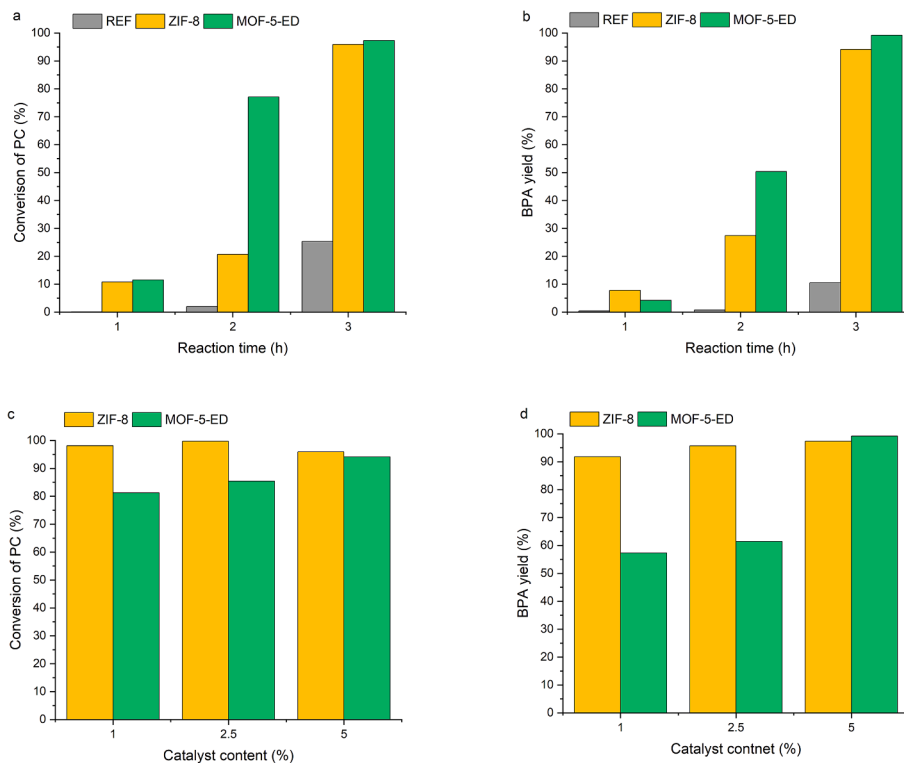 a
REF ZIF-8 MOF-5-ED
100
90
80
70
60
50
40
30
20
10
0
Converison of PC (%)
1 2 3
Reaction time (h)
b
REF ZIF-8 MOF-5-ED
100
90
80
70
60
50
40
30
20
10
0
BPA yield (%)
1 2 3
Reaction time (h)
c
ZIF-8 MOF-5-ED
100
90
80
70
60
50
40
30
20
10
0
Conversion of PC (%)
1 2.5 5
Catalyst content (%)
d
ZIF-8 MOF-5-ED
100
90
80
70
60
50
40
30
20
10
0
BPA yield (%)
1 2.5 5
Catalyst contnet (%)